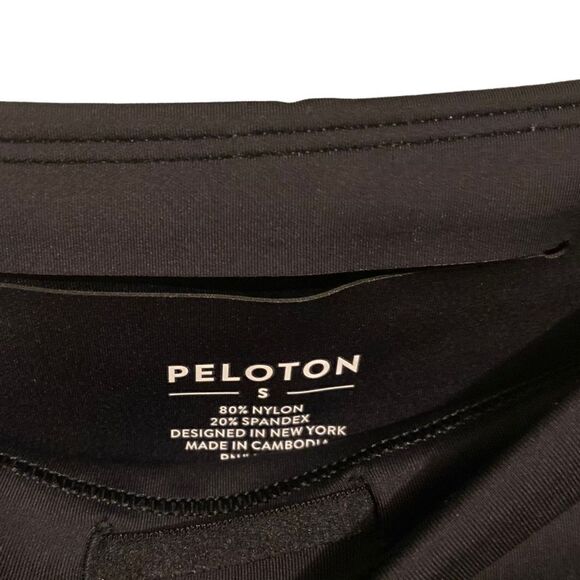 PELOTON
S
80% NYLON
20% SPANDEX
DESIGNED IN NEW YORK
MADE IN CAMBODIA